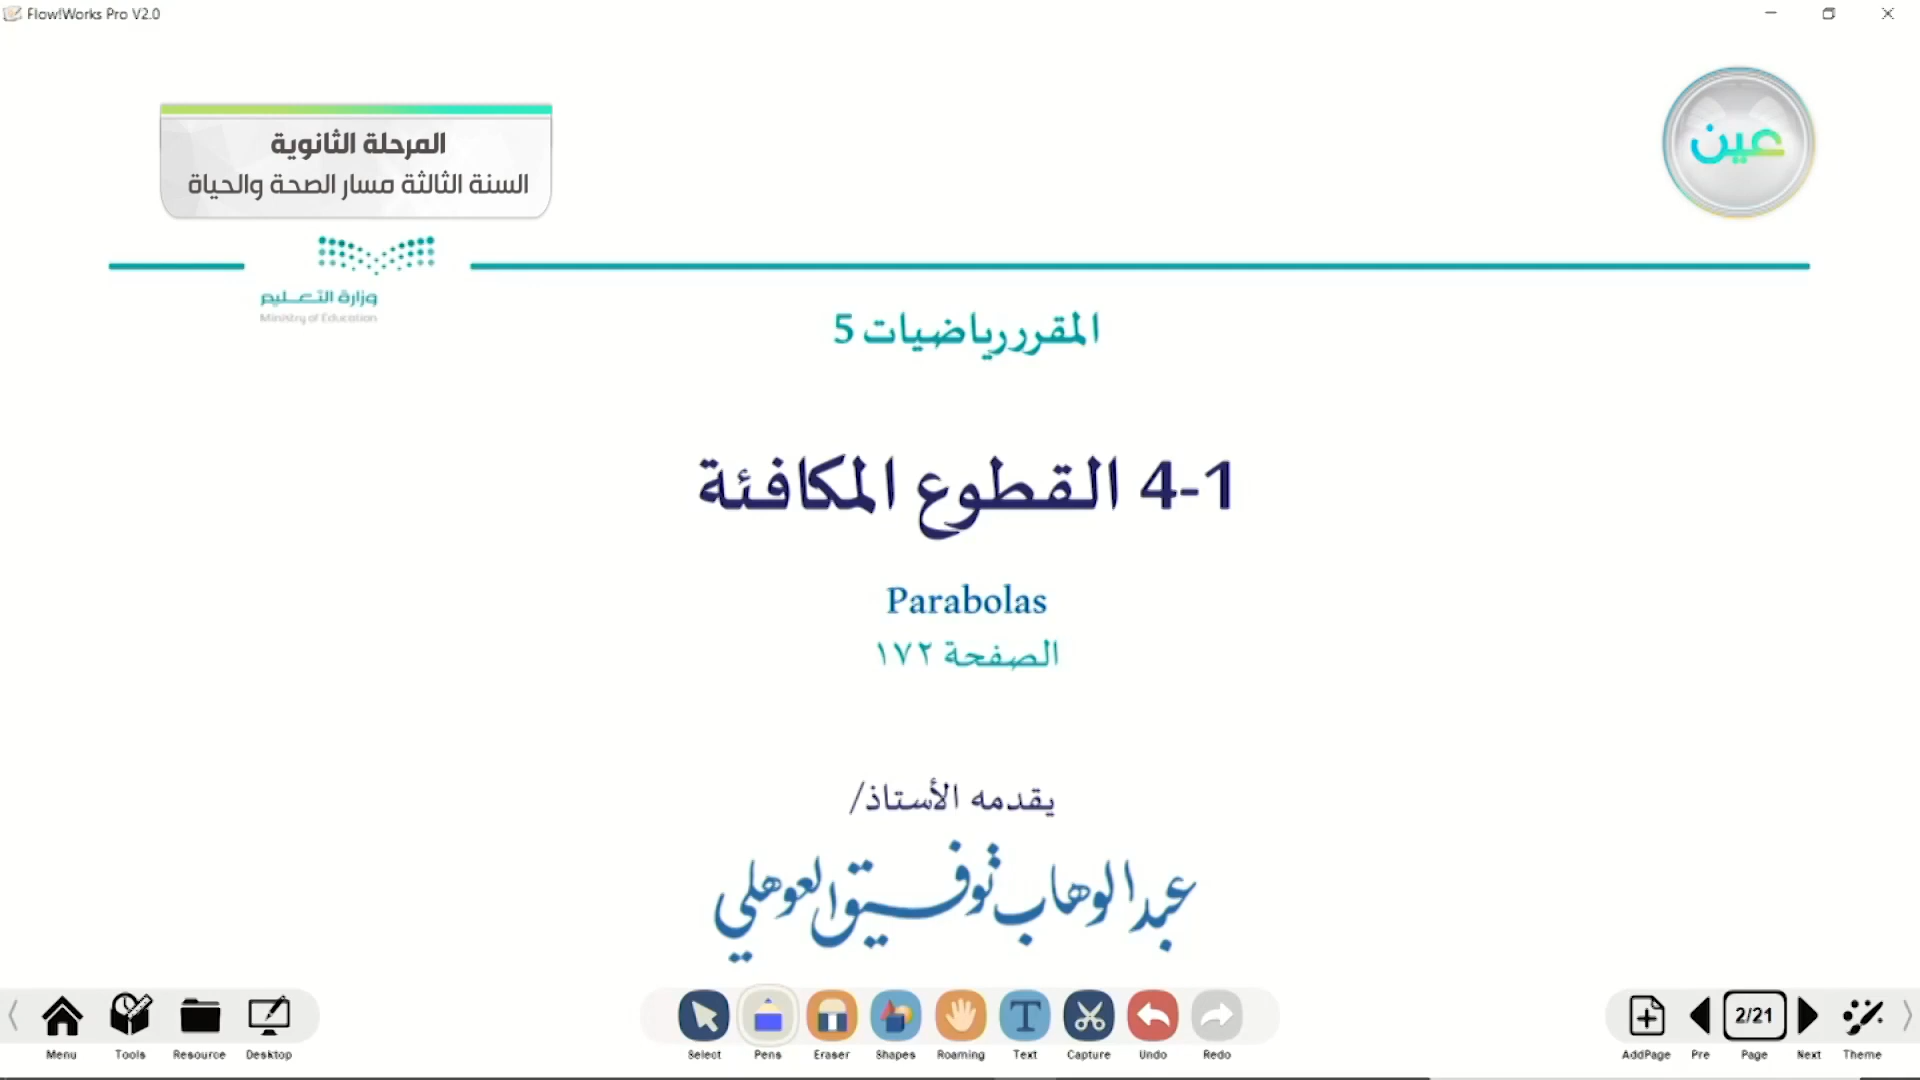 Flow!Works Pro V2.0
المرحلة الثانوية
السنة الثالثة مسار الصحة والحياة
عين
وزارة التعليم
Ministry of Education
المقرر رياضيات 5
4-1 القطوع المكافئة
Parabolas
الصفحة ١٧٢
يقدمه الأستاذ/
عبدالوهاب توفيق العوهلي
Menu Tools Resource Desktop Select Pens Eraser Shapes Roaming Text Capture Undo Redo AddPage Pre 2/21 Page Next Theme